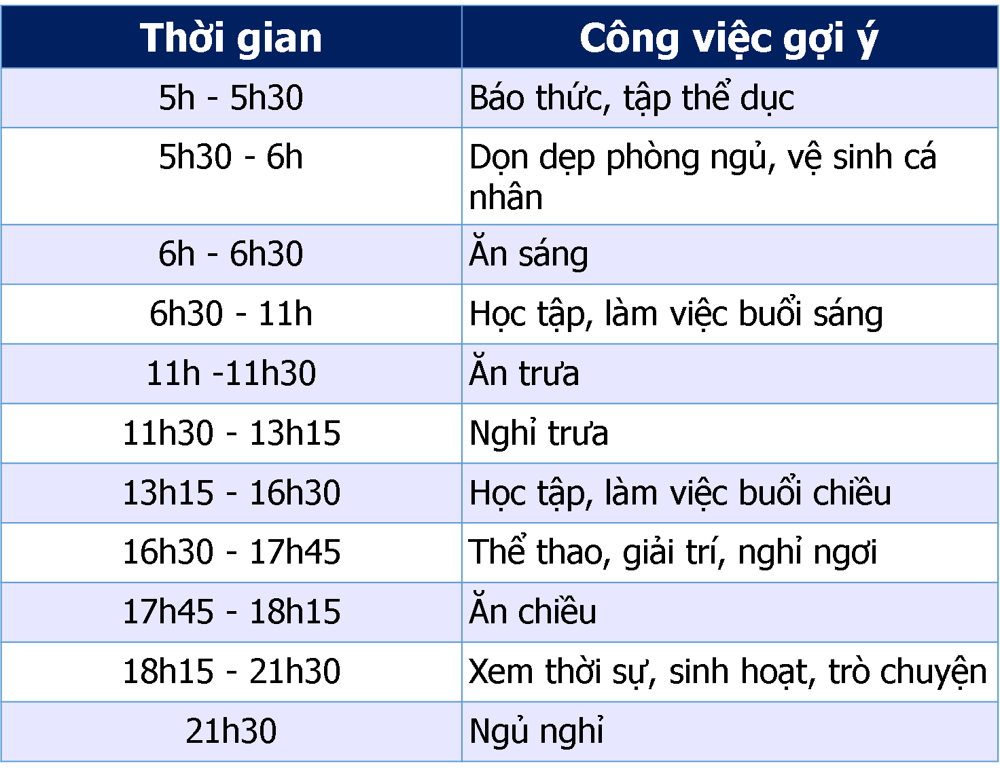 Thời gian
Công việc gợi ý
5h - 5h30
Báo thức, tập thể dục
5h30 - 6h
Dọn dẹp phòng ngủ, vệ sinh cá
nhân
6h - 6h30
Ăn sáng
6h30 - 11h
Học tập, làm việc buổi sáng
11h -11h30
Ăn trưa
11h30 - 13h15
Nghỉ trưa
13h15 - 16h30
Học tập, làm việc buổi chiều
16h30 - 17h45
Thể thao, giải trí, nghỉ ngơi
17h45 - 18h15
Ăn chiều
18h15 - 21h30
Xem thời sự, sinh hoạt, trò chuyện
21h30
Ngủ nghỉ